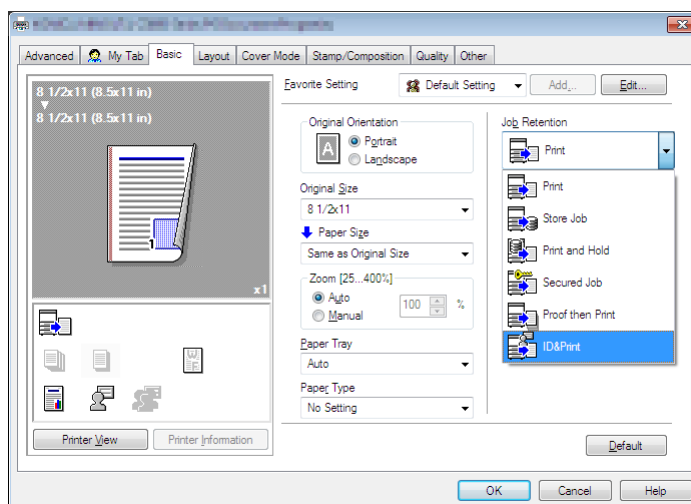 Advanced My Tab Basic Layout Cover Mode Stamp/Composition Quality Other
8 1/2x11 (8.5x11 in)
8 1/2x11 (8.5x11 in)
1
x1
Printer View Printer Information
Favorite Setting Default Setting Add... Edit...
Original Orientation
A
Portrait
Landscape
Original Size
8 1/2x11
Paper Size
Same as Original Size
Zoom [25...400%]
Auto
Manual
100 %
Paper Tray
Auto
Paper Type
No Setting
Job Retention
Print
Print
Store Job
Print and Hold
Secured Job
Proof then Print
ID&Print
Default
OK Cancel Help